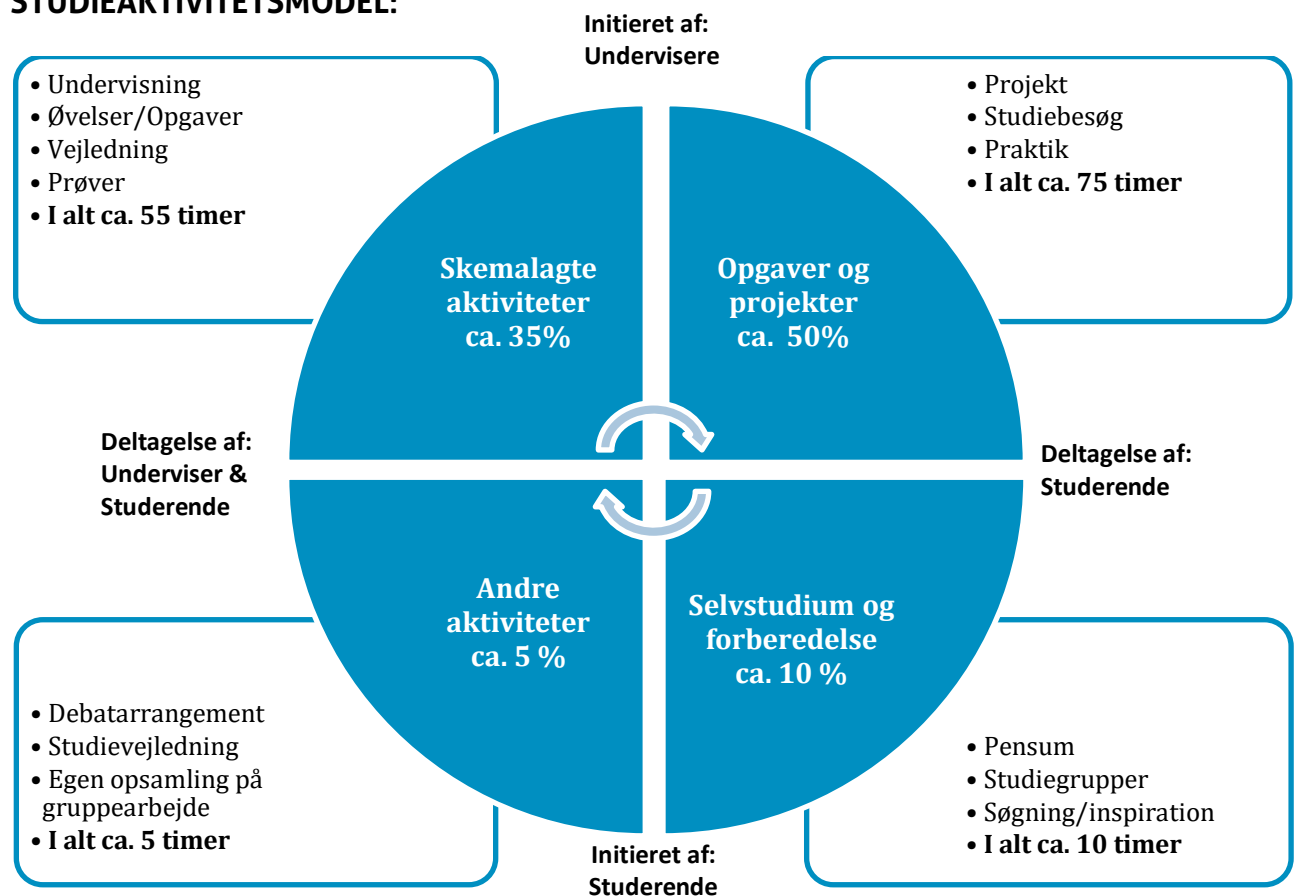 STUDIEAKTIVITETSMODEL:
Initieret af:
Undervisere
• Undervisning
• Øvelser/Opgaver
• Vejledning
• Prøver
• I alt ca. 55 timer
• Projekt
• Studiebesøg
• Praktik
• I alt ca. 75 timer
Skemalagte
aktiviteter
ca. 35%
Opgaver og
projekter
ca. 50%
Deltagelse af:
Underviser &
Studerende
Deltagelse af:
Studerende
Andre
aktiviteter
ca. 5 %
Selvstudium og
forberedelse
ca. 10 %
• Debatarrangement
• Studievejledning
• Egen opsamling på
gruppearbejde
• I alt ca. 5 timer
• Pensum
• Studiegrupper
• Søgning/inspiration
• I alt ca. 10 timer
Initieret af:
Studerende